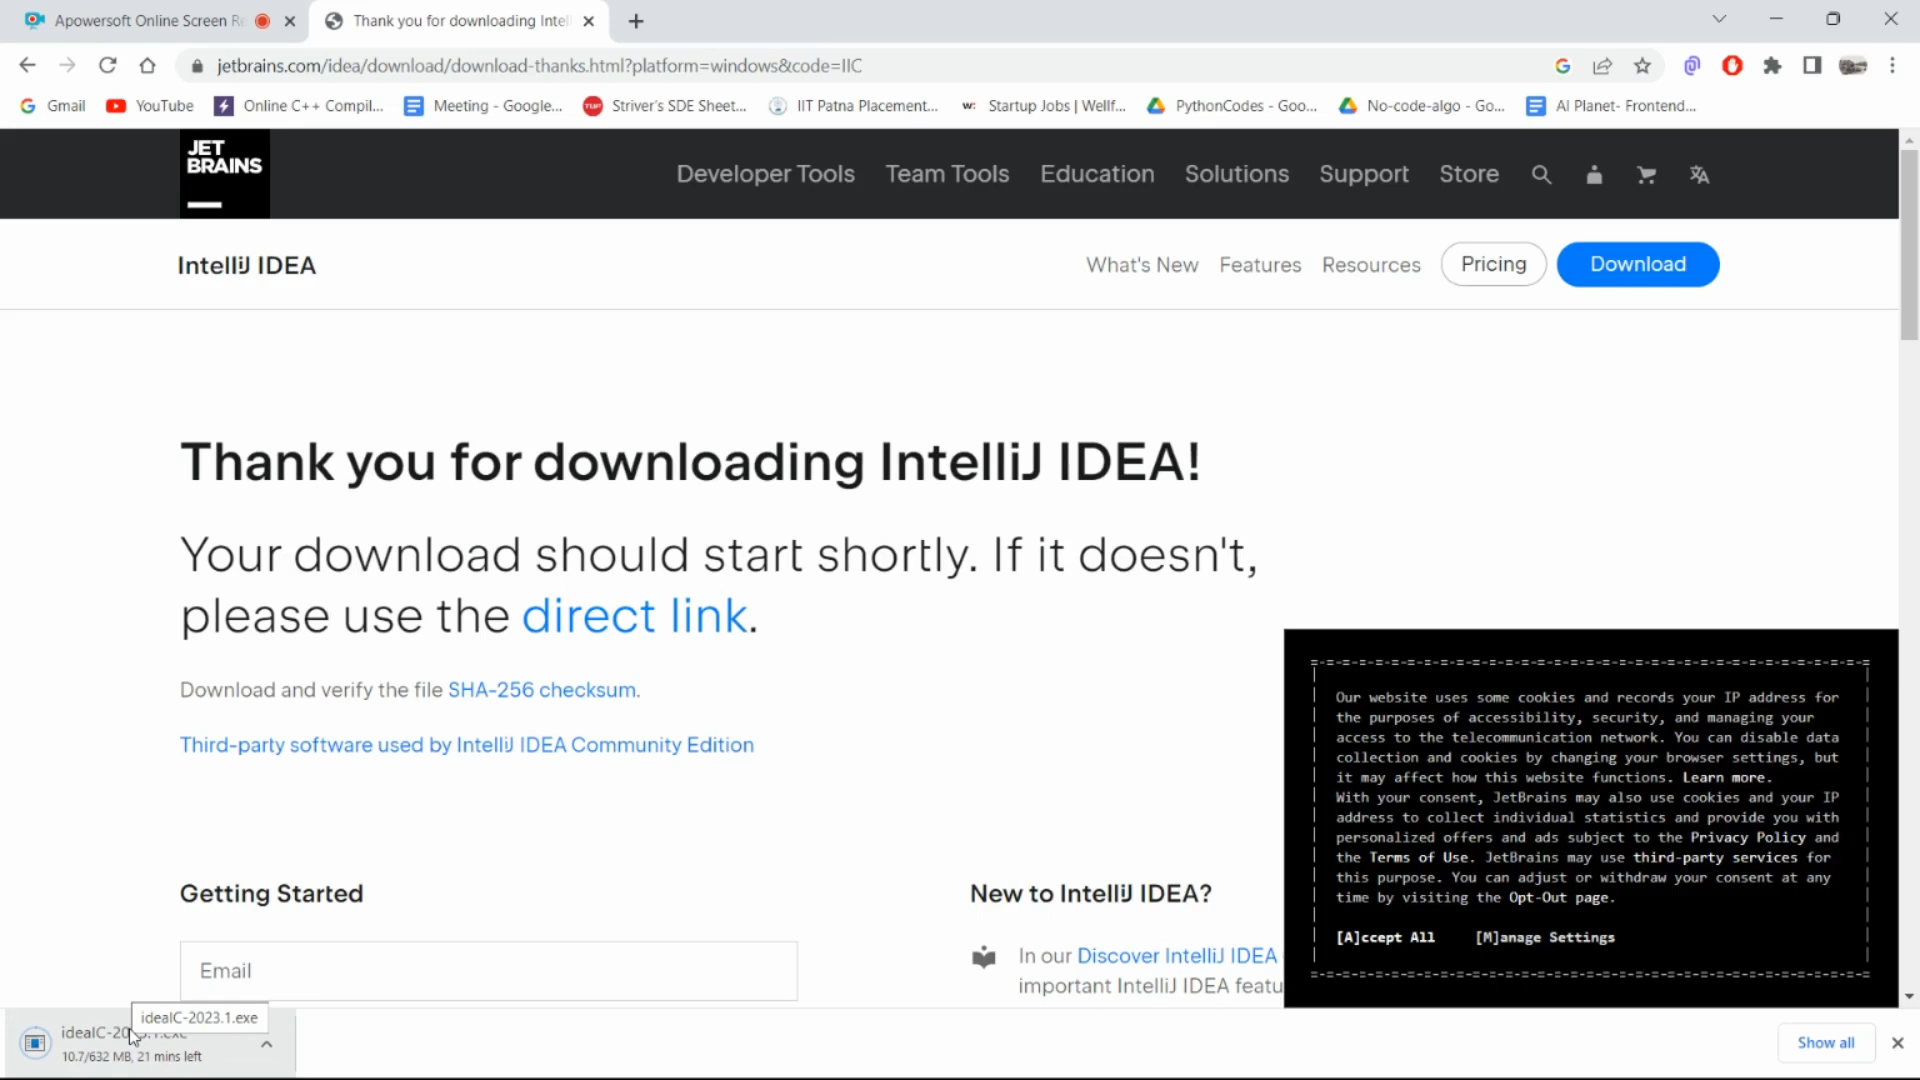 Apowersoft Online Screen Re
Thank you for downloading Intel
jetbrains.com/idea/download/download-thanks.html?platform=windows&code=IIC
Gmail
YouTube
Online C++ Compil...
Meeting - Google...
Striver's SDE Sheet...
IIT Patna Placement...
Startup Jobs | Wellf...
PythonCodes - Goo...
No-code-algo - Go...
AI Planet- Frontend...
JET
BRAINS
Developer Tools
Team Tools
Education
Solutions
Support
Store
IntelliJ IDEA
What's New
Features
Resources
Pricing
Download
Thank you for downloading IntelliJ IDEA!
Your download should start shortly. If it doesn't,
please use the direct link.
Download and verify the file SHA-256 checksum.
Third-party software used by IntelliJ IDEA Community Edition
Getting Started
Email
New to IntelliJ IDEA?
In our Discover IntelliJ IDEA
important IntelliJ IDEA featu
Our website uses some cookies and records your IP address for
the purposes of accessibility, security, and managing your
access to the telecommunication network. You can disable data
collection and cookies by changing your browser settings, but
it may affect how this website functions. Learn more.
With your consent, JetBrains may also use cookies and your IP
address to collect individual statistics and provide you with
personalized offers and ads subject to the Privacy Policy and
the Terms of Use. JetBrains may use third-party services for
this purpose. You can adjust or withdraw your consent at any
time by visiting the Opt-Out page.
[A]ccept All
[M]anage Settings
ideaIC-2023.1.exe
10.7/632 MB, 21 mins left
Show all